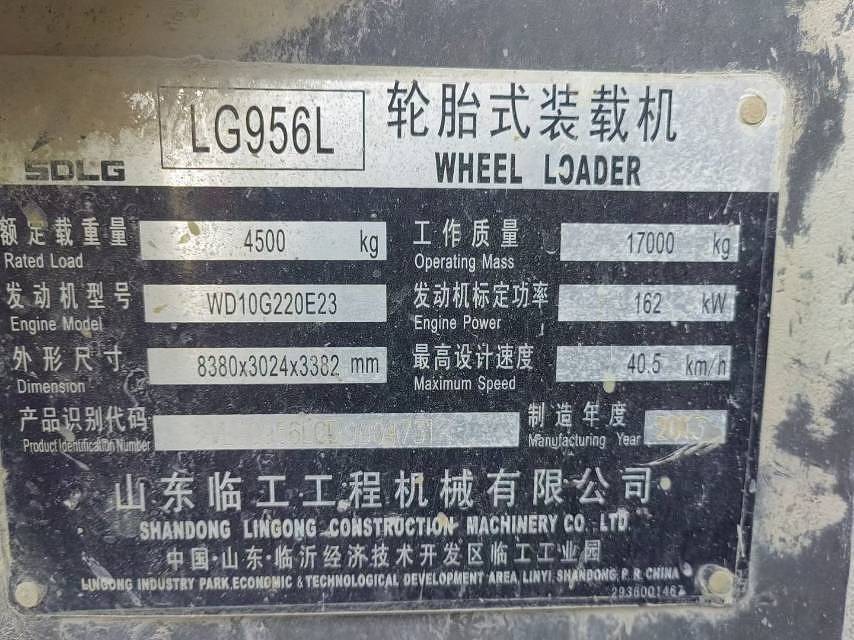 SDLG
LG956L
轮胎式装载机
WHEEL LOADER
额定载重量 4500 kg 工作质量 17000 kg
Rated Load Operating Mass
发动机型号 WD10G220E23 发动机标定功率 162 kW
Engine Model Engine Power
外形尺寸 8380x3024x3382 mm 最高设计速度 40.5 km/h
Dimension Maximum Speed
产品识别代码 制造年度
Product Identification Number Manufacturing Year
山东临工工程机械有限公司
SHANDONG LINGONG CONSTRUCTION MACHINERY CO. LTD.
中国·山东·临沂经济技术开发区临工工业园
LINGONG INDUSTRY PARK,ECONOMIC & TECHNOLOGICAL DEVELOPMENT AREA, LINYI, SHANDONG, P. R. CHINA